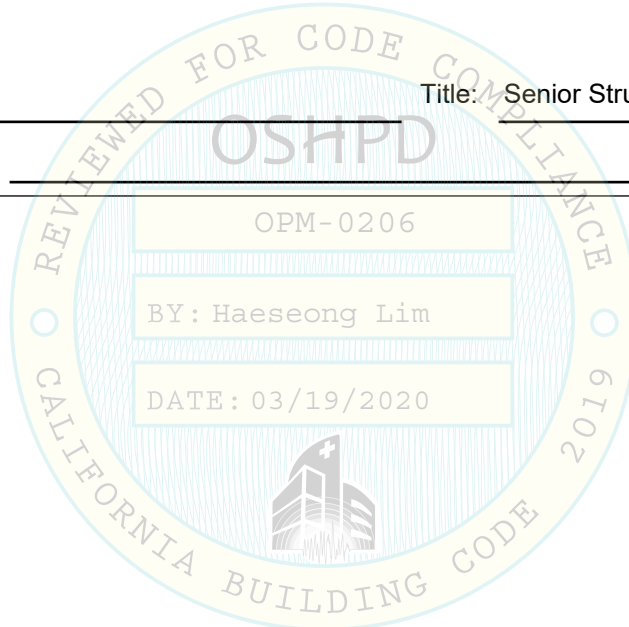 Title: Senior
REVIEWED FOR CODE COMPLIANCE
OSHPD
OPM-0206
BY: Haeseong Lim
DATE: 03/19/2020
CALIFORNIA BUILDING CODE 2019